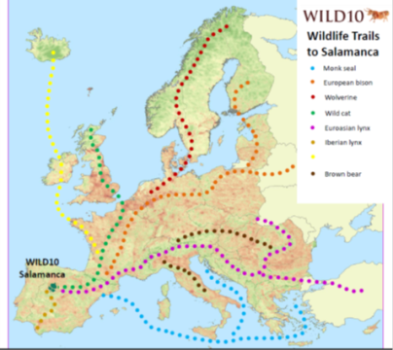 WILD10
Wildlife Trails
to Salamanca
Monk seal
European bison
Wolverine
Wild cat
Euroasian lynx
Iberian lynx
Brown bear
WILD10
Salamanca